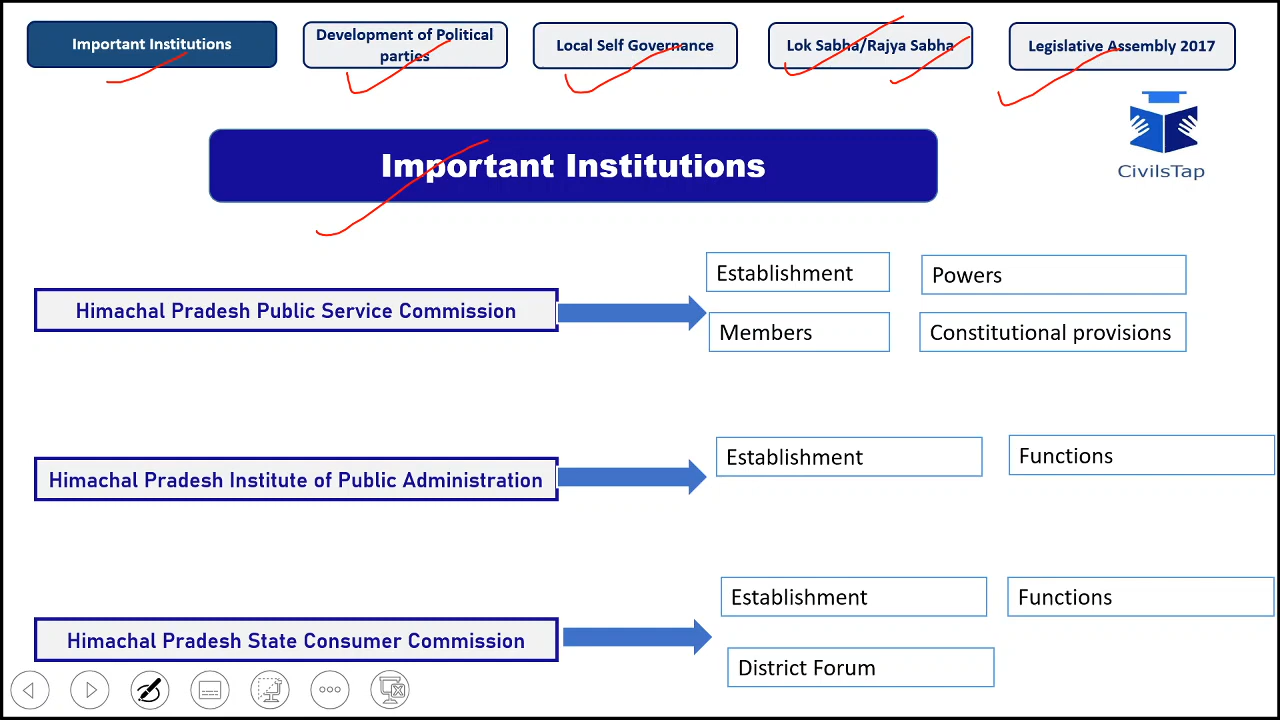 Important Institutions
Development of Political
parties
Local Self Governance
Lok Sabha/Rajya Sabha
Legislative Assembly 2017
CivilsTap
Important Institutions
Himachal Pradesh Public Service Commission
Establishment
Powers
Members
Constitutional provisions
Himachal Pradesh Institute of Public Administration
Establishment
Functions
Himachal Pradesh State Consumer Commission
Establishment
Functions
District Forum